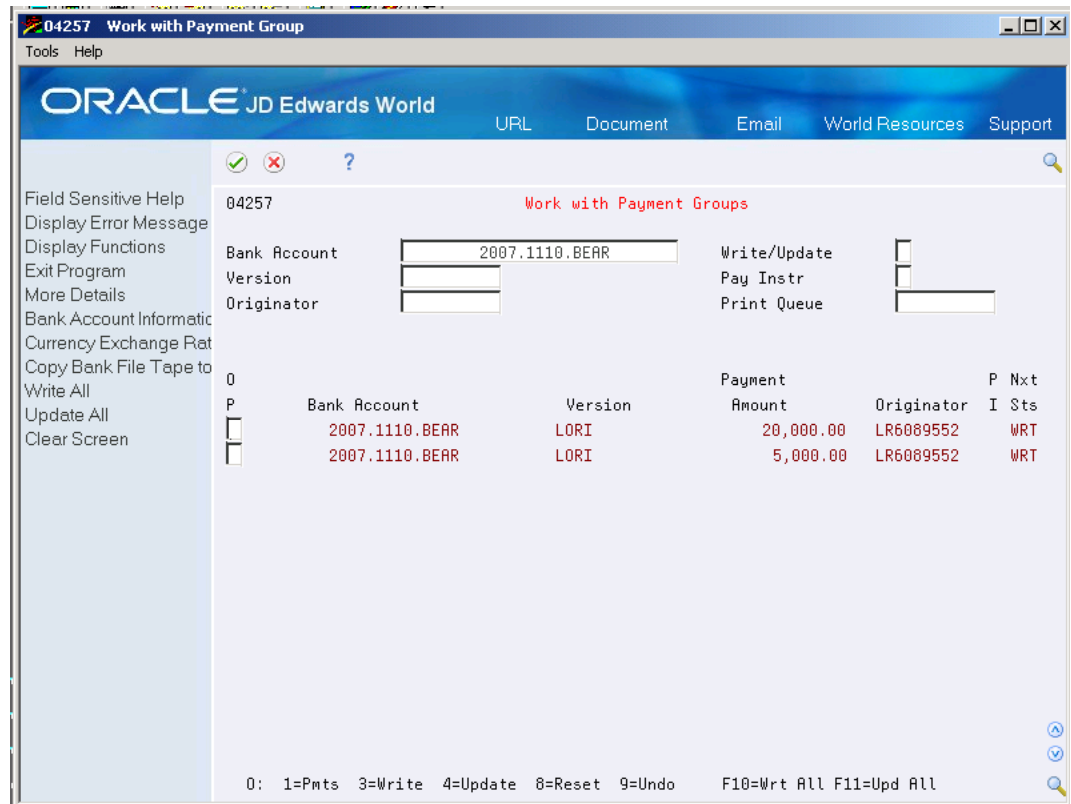 04257 Work with Payment Group
Tools Help
ORACLE JD Edwards World
URL Document Email World Resources Support
?
Field Sensitive Help
Display Error Message
Display Functions
Exit Program
More Details
Bank Account Informatic
Currency Exchange Rat
Copy Bank File Tape to
Write All
Update All
Clear Screen
04257 Work with Payment Groups
Bank Account 2007.1110.BEAR Write/Update
Version Pay Instr
Originator Print Queue
O Payment P Nxt
P Bank Account Version Amount Originator I Sts
2007.1110.BEAR LORI 20,000.00 LR6089552 WRT
2007.1110.BEAR LORI 5,000.00 LR6089552 WRT
O: 1=Pmts 3=Write 4=Update 8=Reset 9=Undo F10=Wrt All F11=Upd All